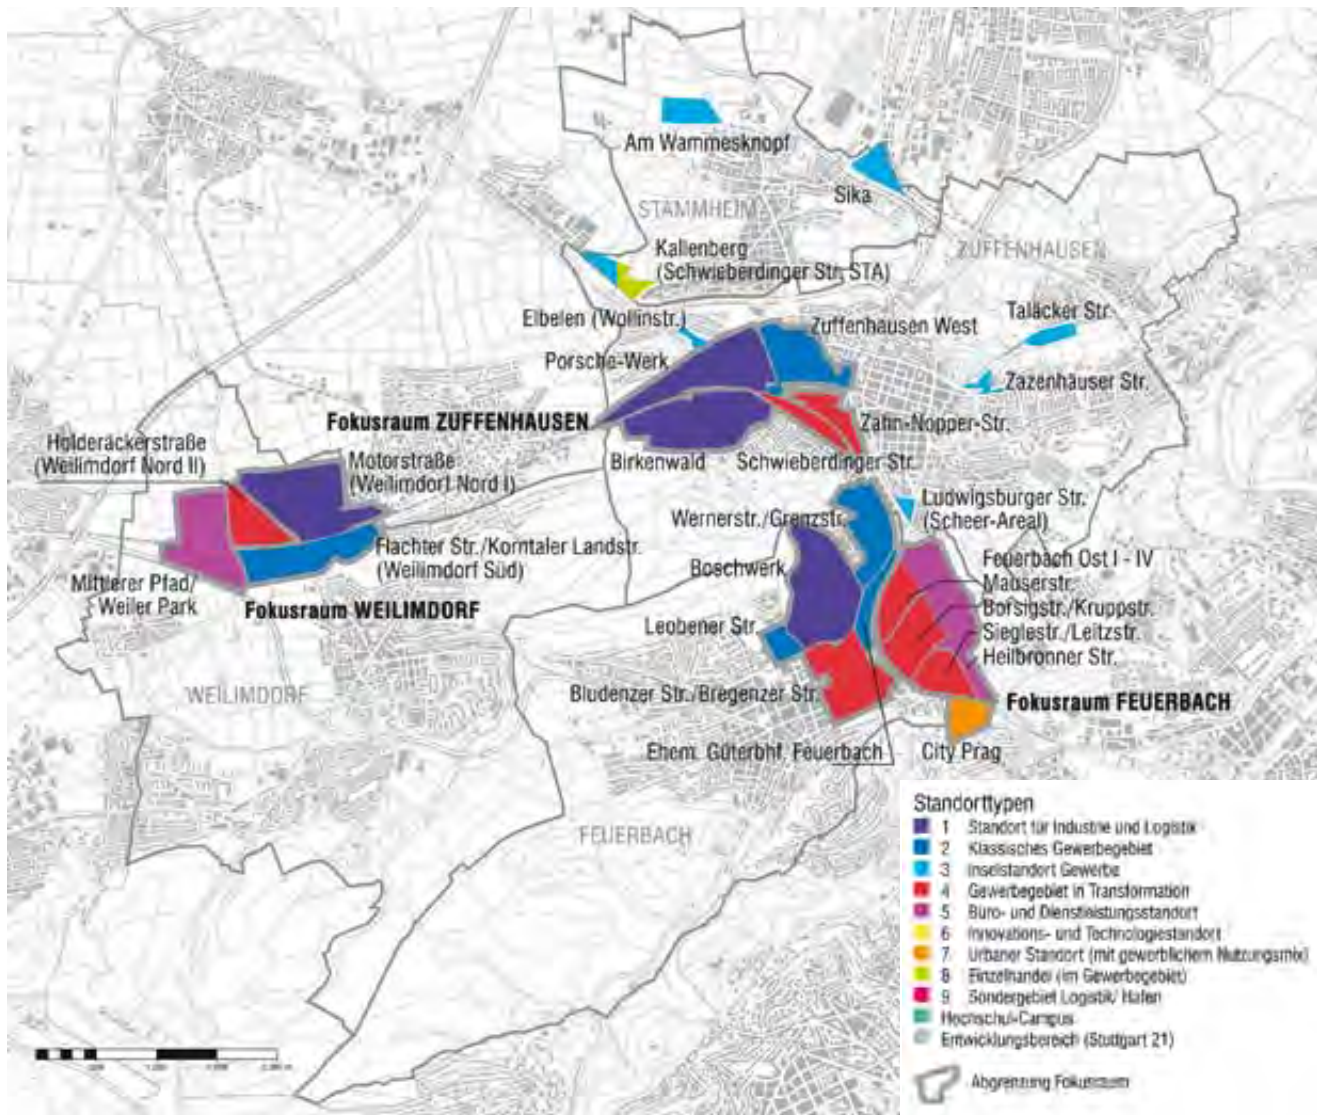 Am Wammesknopf
Sika
STAMMHEIM
ZUFFENHAUSEN
Kallenberg
(Schwieberdinger Str. STA)
Elbelen (Wollinstr.)
Zuffenhausen West
Taläcker Str.
Porsche-Werk
Zazenhäuser Str.
Fokusraum ZUFFENHAUSEN
Zahn-Nopper-Str.
Holderäckerstraße
(Weilimdorf Nord II)
Motorstraße
(Weilimdorf Nord I)
Birkenwald
Schwieberdinger Str.
Ludwigsburger Str.
(Scheer-Areal)
Wernerstr./Grenzstr.
Flachter Str./Korntaler Landstr.
(Weilimdorf Süd)
Boschwerk
Feuerbach Ost I - IV
Mauserstr.
Mittlerer Pfad/
Weiler Park
Fokusraum WEILIMDORF
Borsigstr./Kruppstr.
Leobener Str.
Sieglestr./Leitzstr.
Heilbronner Str.
WEILIMDORF
Bludenzer Str./Bregenzer Str.
Fokusraum FEUERBACH
Ehem. Güterbhf. Feuerbach
City Prag
FEUERBACH
Standorttypen
1 Standort für Industrie und Logistik
2 Klassisches Gewerbegebiet
3 Inselstandort Gewerbe
4 Gewerbegebiet in Transformation
5 Büro- und Dienstleistungsstandort
6 Innovations- und Technologiestandort
7 Urbaner Standort (mit gewerblichem Nutzungsmix)
8 Einzelhandel (im Gewerbegebiet)
9 Sondergebiet Logistik/ Hafen
Hochschul-Campus
Entwicklungsbereich (Stuttgart 21)
Abgrenzung Fokusraum